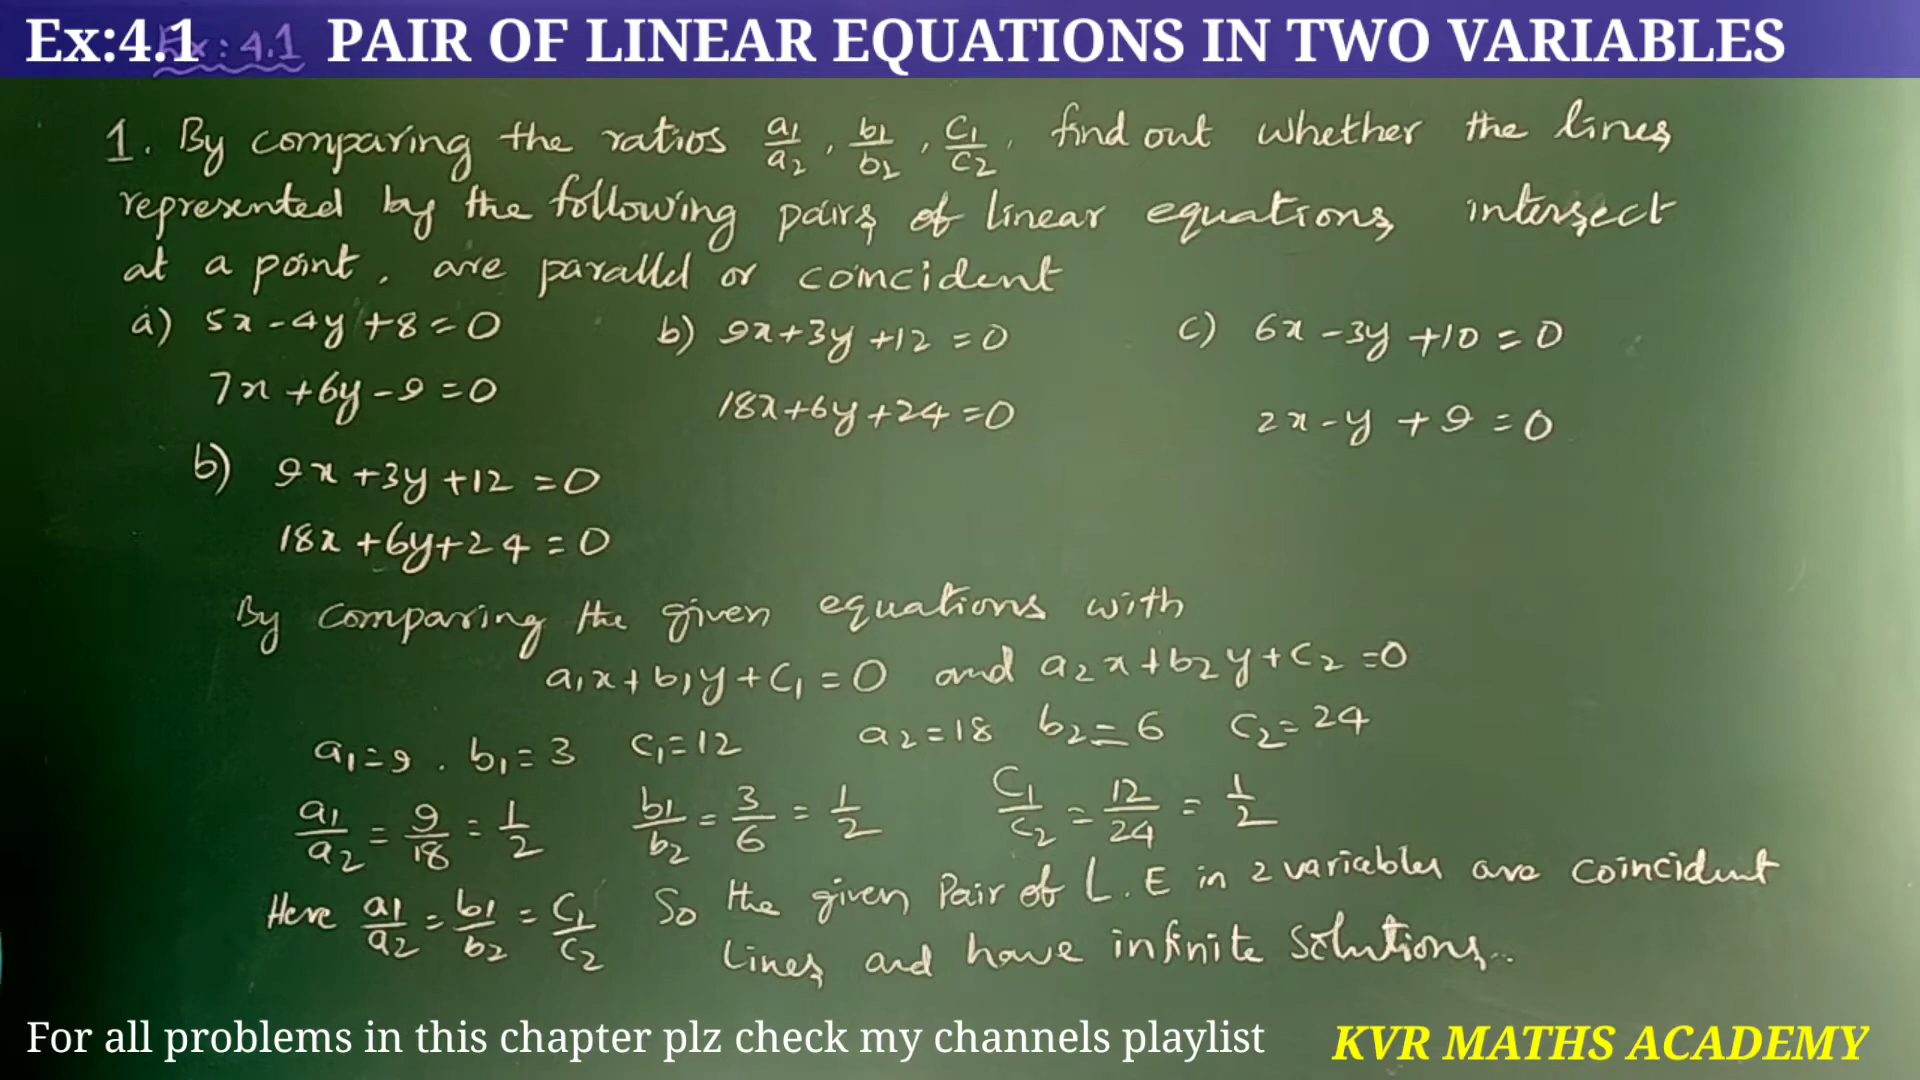 Ex:4.1 Ex: 4.1 PAIR OF LINEAR EQUATIONS IN TWO VARIABLES
1. By comparing the ratios a₁/a₂, b₁/b₂, c₁/c₂, find out whether the lines
represented by the following pairs of linear equations intersect
at a point, are parallel or coincident
a) 5x-4y+8=0 b) 9x+3y+12=0 c) 6x-3y+10=0
7x+6y-9=0 18x+6y+24=0 2x-y+9=0
b) 9x+3y+12=0
18x+6y+24=0
By comparing the given equations with
a₁x+b₁y+c₁=0 and a₂x+b₂y+c₂=0
a₁=9. b₁=3 c₁=12 a₂=18 b₂=6 c₂=24
a₁/a₂=9/18=1/2 b₁/b₂=3/6=1/2 c₁/c₂=12/24=1/2
Here a₁/a₂=b₁/b₂=c₁/c₂ So the given Pair of L.E in 2 variables are coincident
Lines and have infinite solutions..
For all problems in this chapter plz check my channels playlist KVR MATHS ACADEMY